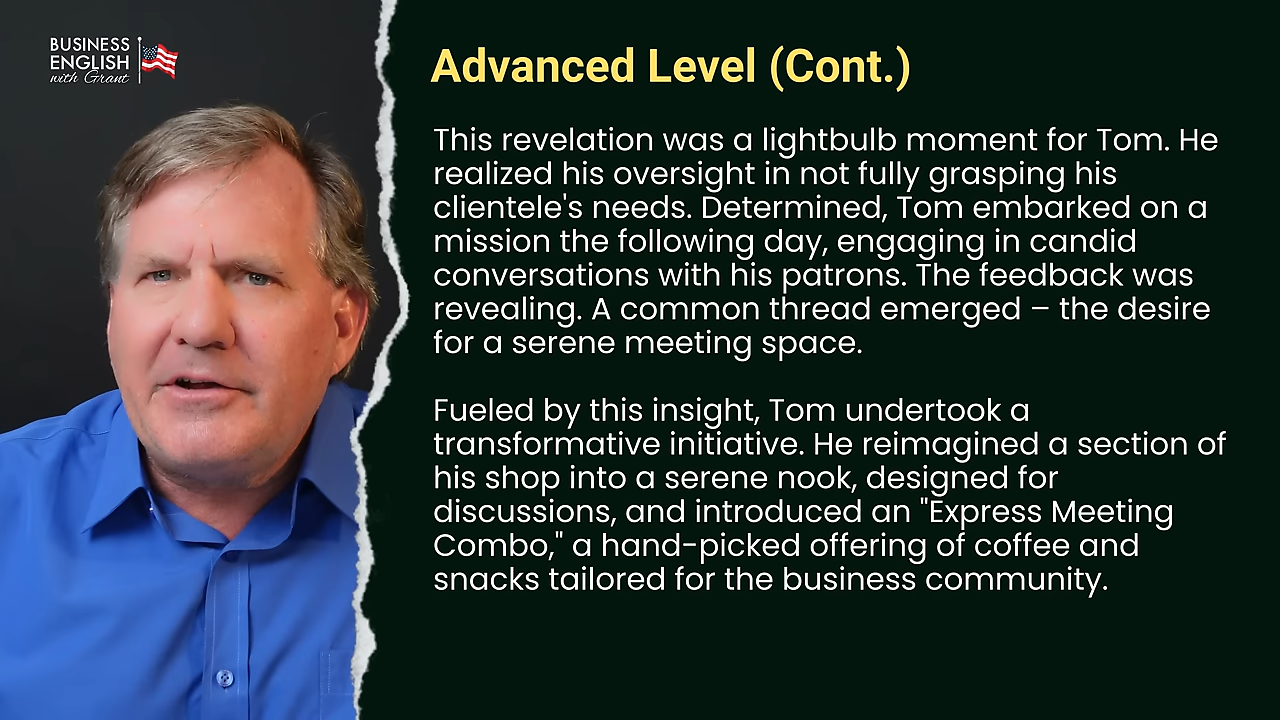 BUSINESS
ENGLISH
with Grant
Advanced Level (Cont.)
This revelation was a lightbulb moment for Tom. He
realized his oversight in not fully grasping his
clientele's needs. Determined, Tom embarked on a
mission the following day, engaging in candid
conversations with his patrons. The feedback was
revealing. A common thread emerged – the desire
for a serene meeting space.
Fueled by this insight, Tom undertook a
transformative initiative. He reimagined a section of
his shop into a serene nook, designed for
discussions, and introduced an "Express Meeting
Combo," a hand-picked offering of coffee and
snacks tailored for the business community.